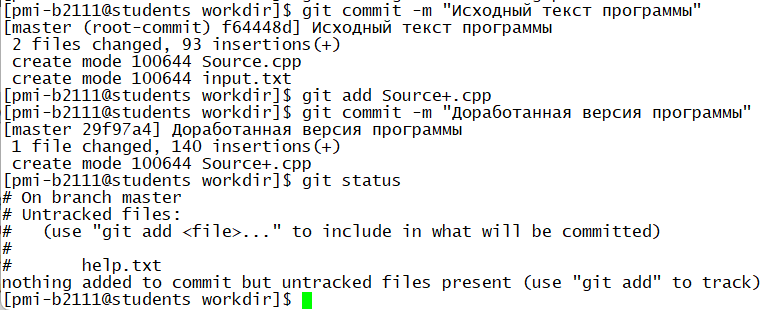 [pmi-b2111@students workdir]$ git commit -m "Исходный текст программы"
[master (root-commit) f64448d] Исходный текст программы
 2 files changed, 93 insertions(+)
 create mode 100644 Source.cpp
 create mode 100644 input.txt
[pmi-b2111@students workdir]$ git add Source+.cpp
[pmi-b2111@students workdir]$ git commit -m "Доработанная версия программы"
[master 29f97a4] Доработанная версия программы
 1 file changed, 140 insertions(+)
 create mode 100644 Source+.cpp
[pmi-b2111@students workdir]$ git status
# On branch master
# Untracked files:
#   (use "git add <file>..." to include in what will be committed)
#
#       help.txt
nothing added to commit but untracked files present (use "git add" to track)
[pmi-b2111@students workdir]$